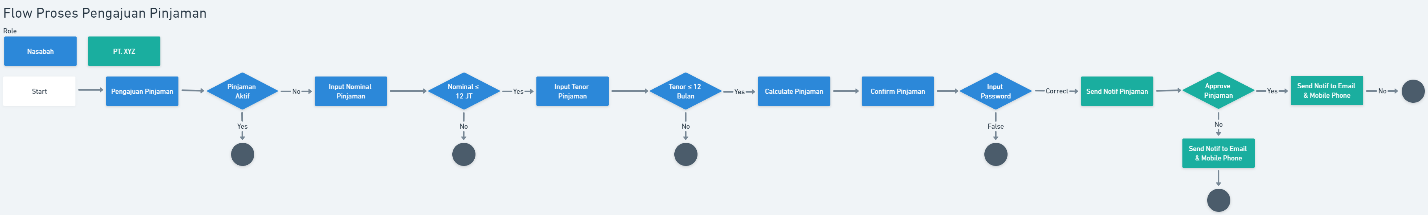 Flow Proses Pengajuan Pinjaman
Role
Nasabah
PT. XYZ
Start
Pengajuan Pinjaman
Pinjaman
Aktif
No
Input Nominal
Pinjaman
Nominal ≤
12 JT
Yes
Input Tenor
Pinjaman
Tenor ≤ 12
Bulan
Yes
Calculate Pinjaman
Confirm Pinjaman
Input
Password
Correct
Send Notif Pinjaman
Approve
Pinjaman
Yes
Send Notif to Email
& Mobile Phone
No
Yes
No
No
False
No
Send Notif to Email
& Mobile Phone